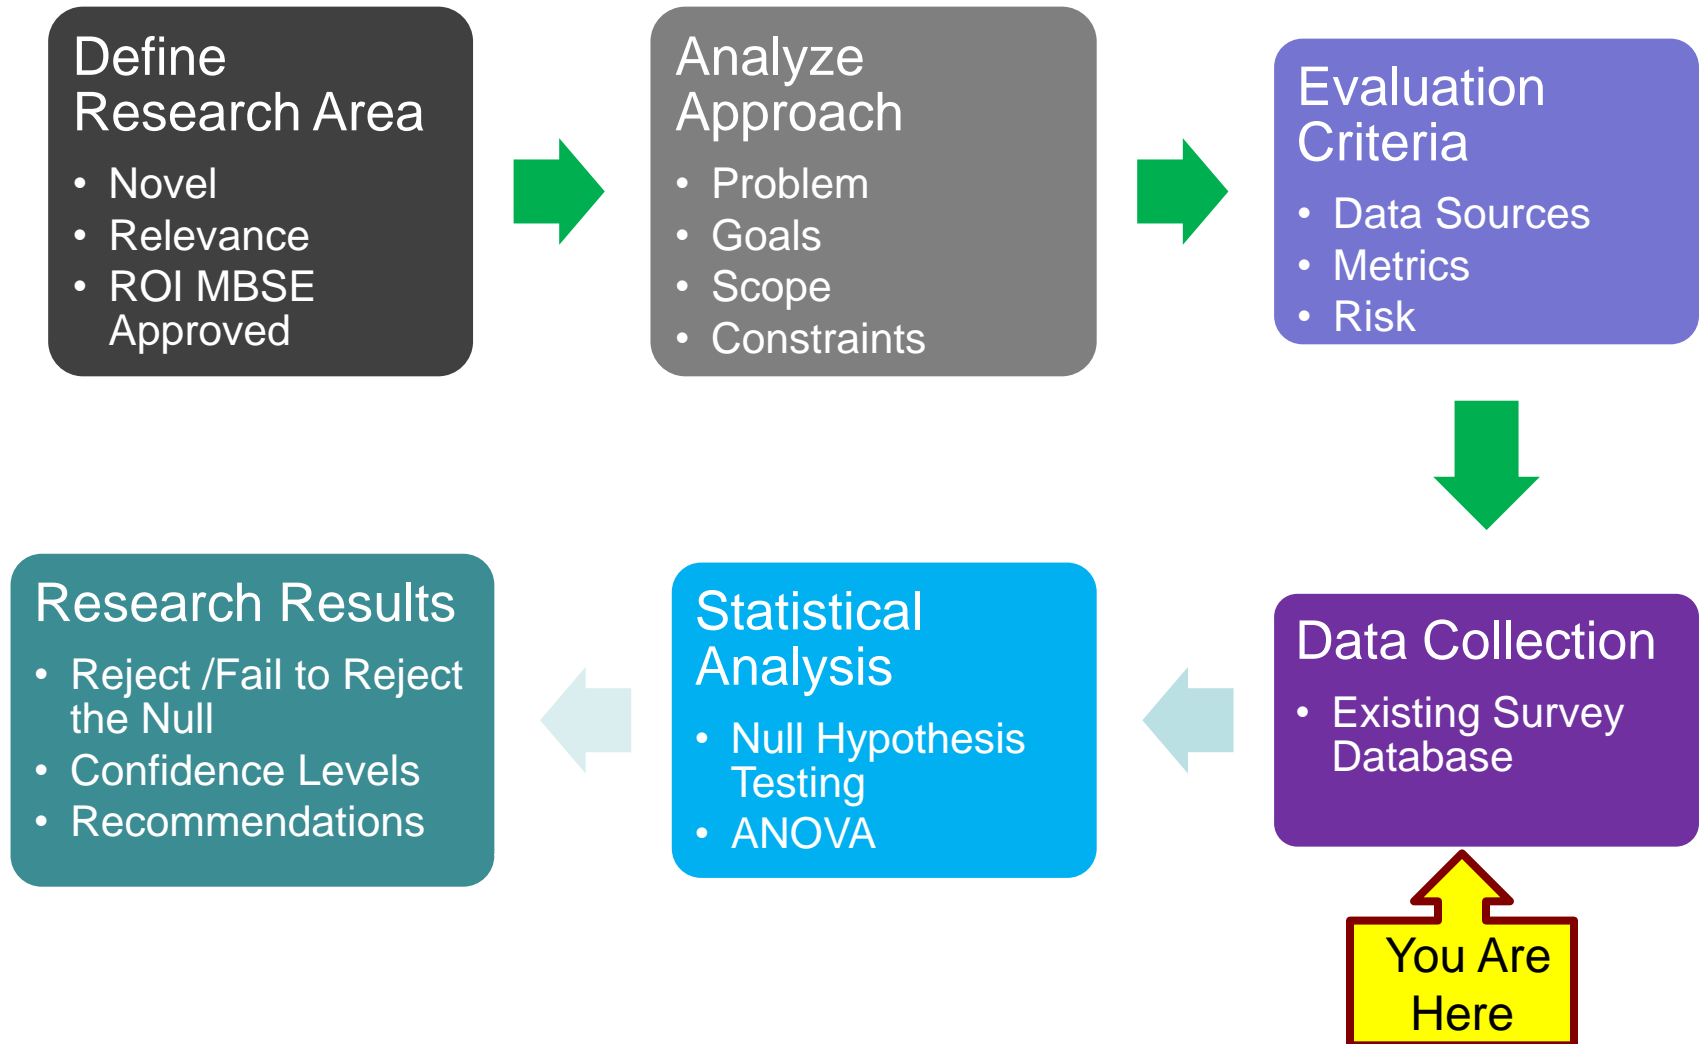 Define
Research Area
• Novel
• Relevance
• ROI MBSE
Approved
Analyze
Approach
• Problem
• Goals
• Scope
• Constraints
Evaluation
Criteria
• Data Sources
• Metrics
• Risk
Data Collection
• Existing Survey
Database
You Are
Here
Statistical
Analysis
• Null Hypothesis
Testing
• ANOVA
Research Results
• Reject /Fail to Reject
the Null
• Confidence Levels
• Recommendations